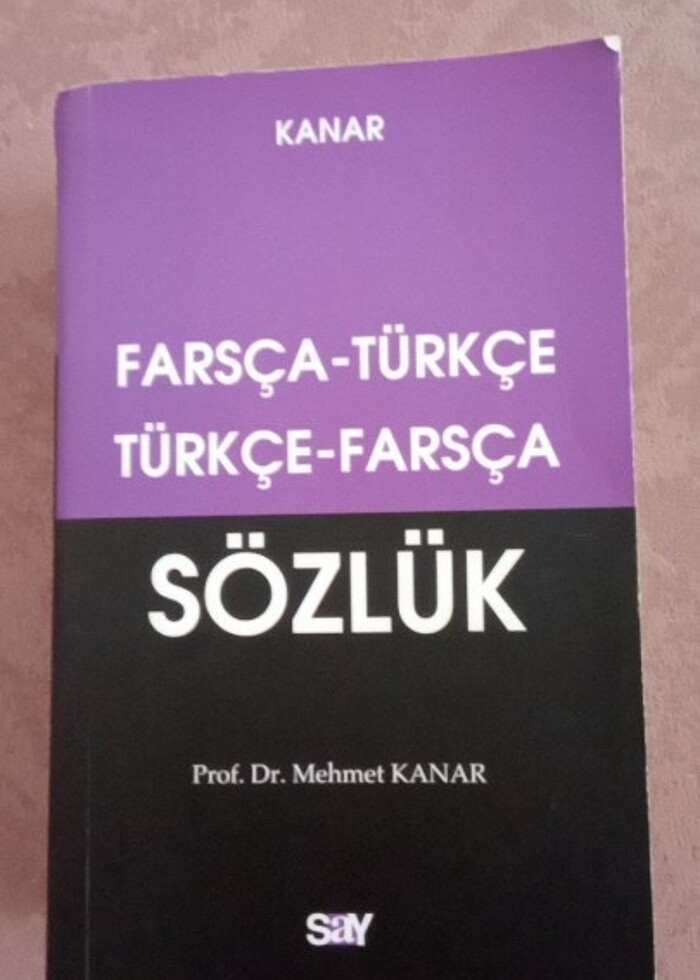 KANAR
FARSÇA-TÜRKÇE
TÜRKÇE-FARSÇA
SÖZLÜK
Prof. Dr. Mehmet KANAR
SaY